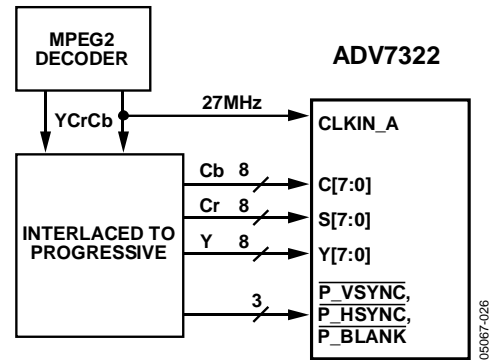 MPEG2
DECODER
ADV7322
YCrCb
27MHz
CLKIN_A
INTERLACED TO
PROGRESSIVE
Cb 8
C[7:0]
Cr 8
S[7:0]
Y 8
Y[7:0]
3
P_VSYNC,
P_HSYNC,
P_BLANK
05067-026